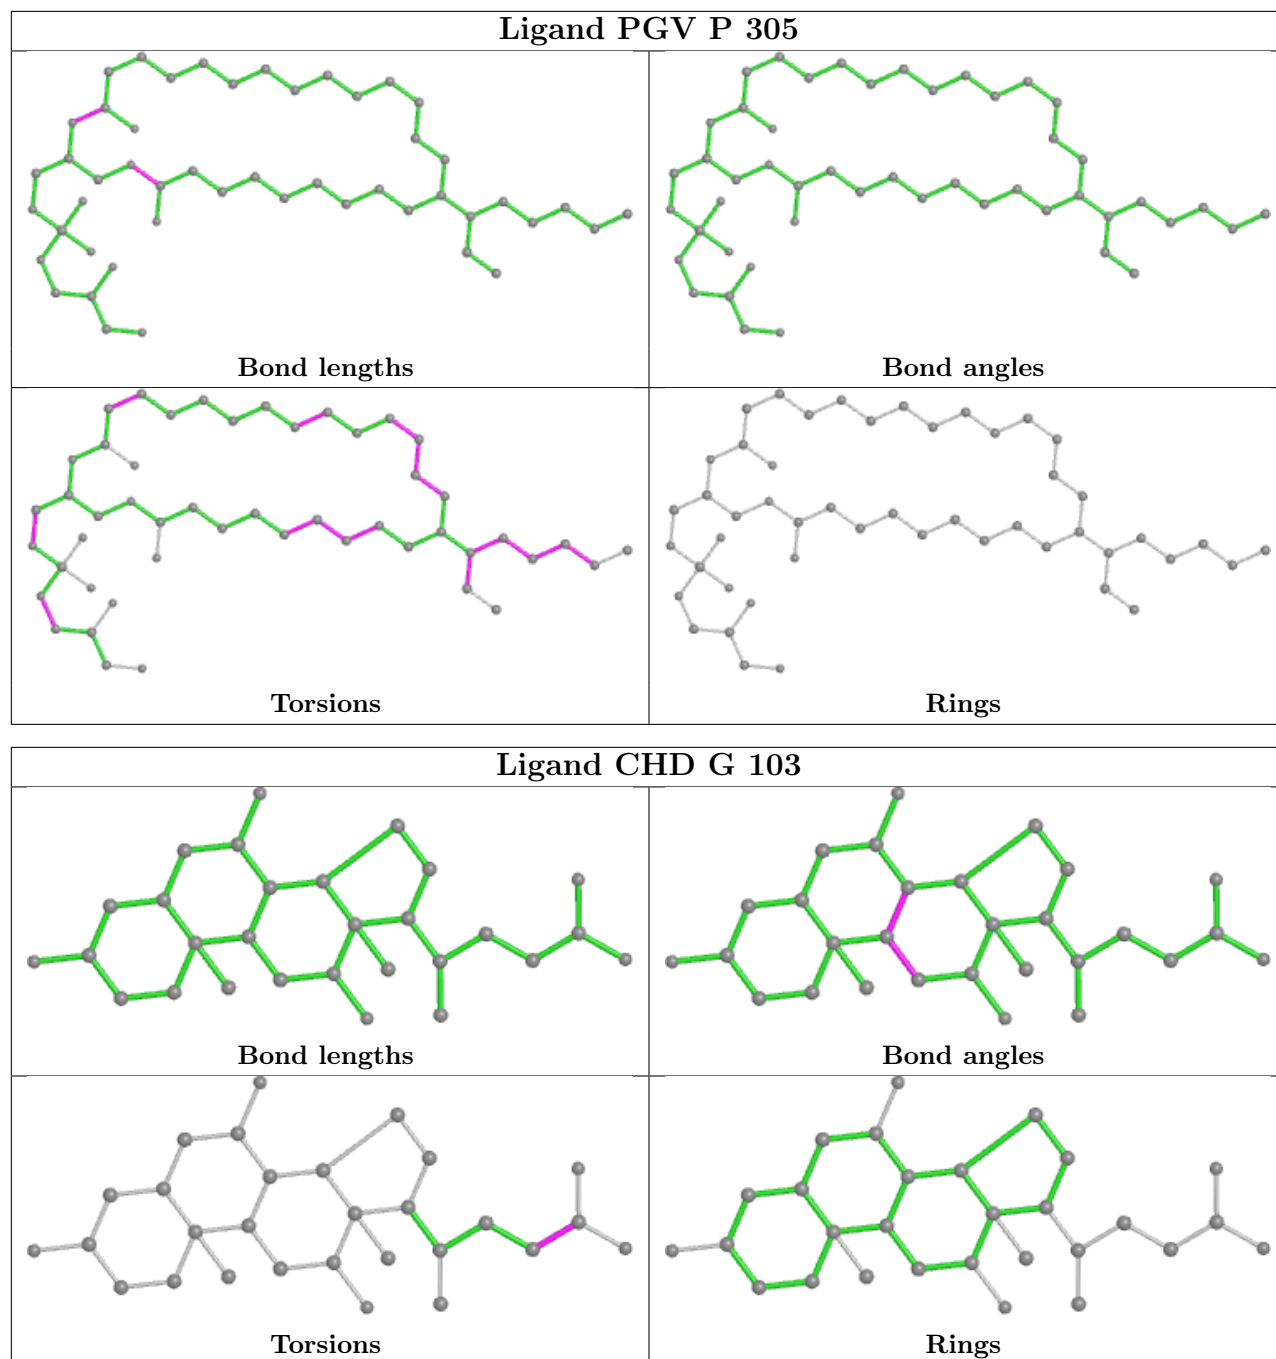 Ligand PGV P 305
Bond lengths
Bond angles
Torsions
Rings
Ligand CHD G 103
Bond lengths
Bond angles
Torsions
Rings